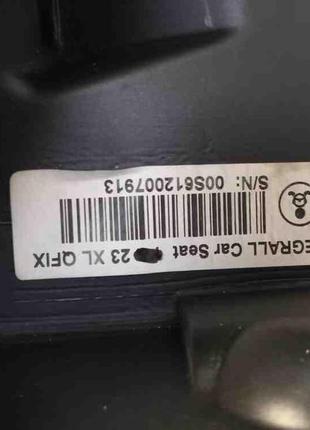 EGRALL Car Seat 23 XL QFIX
S/N: 00S612007913